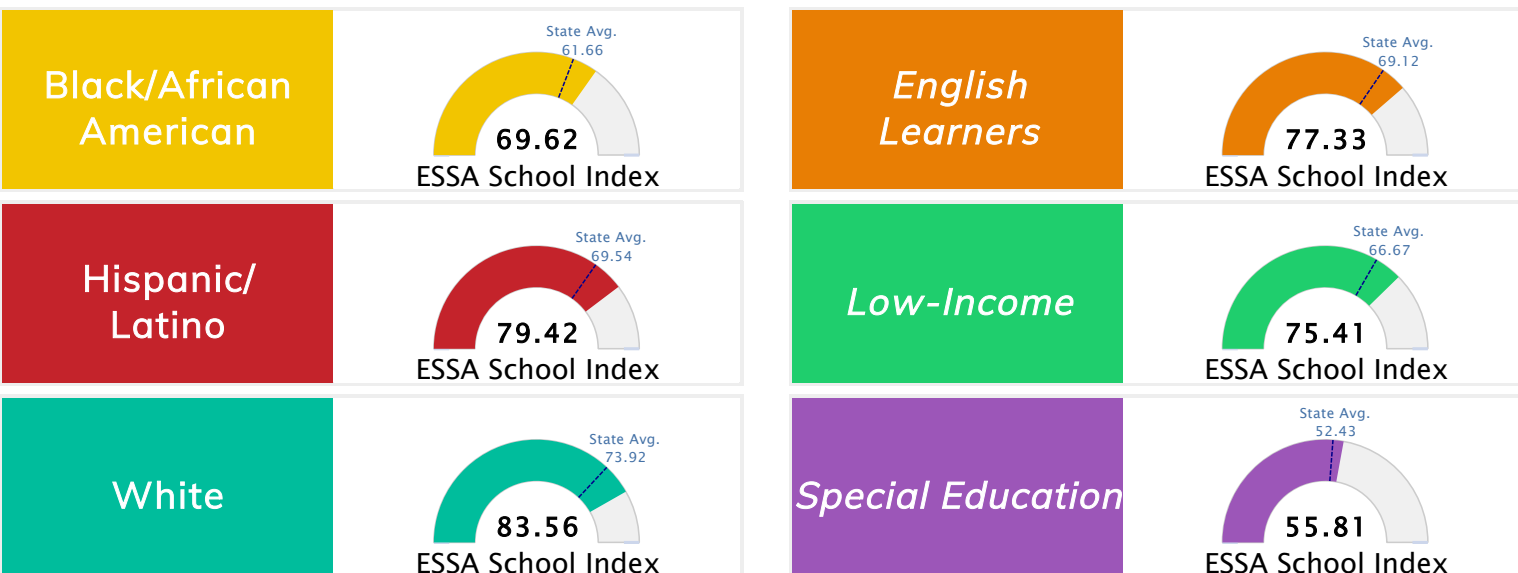 Black/African
American
State Avg.
61.66
69.62
ESSA School Index
English
Learners
State Avg.
69.12
77.33
ESSA School Index
Hispanic/
Latino
State Avg.
69.54
79.42
ESSA School Index
Low-Income
State Avg.
66.67
75.41
ESSA School Index
White
State Avg.
73.92
83.56
ESSA School Index
Special Education
State Avg.
52.43
55.81
ESSA School Index